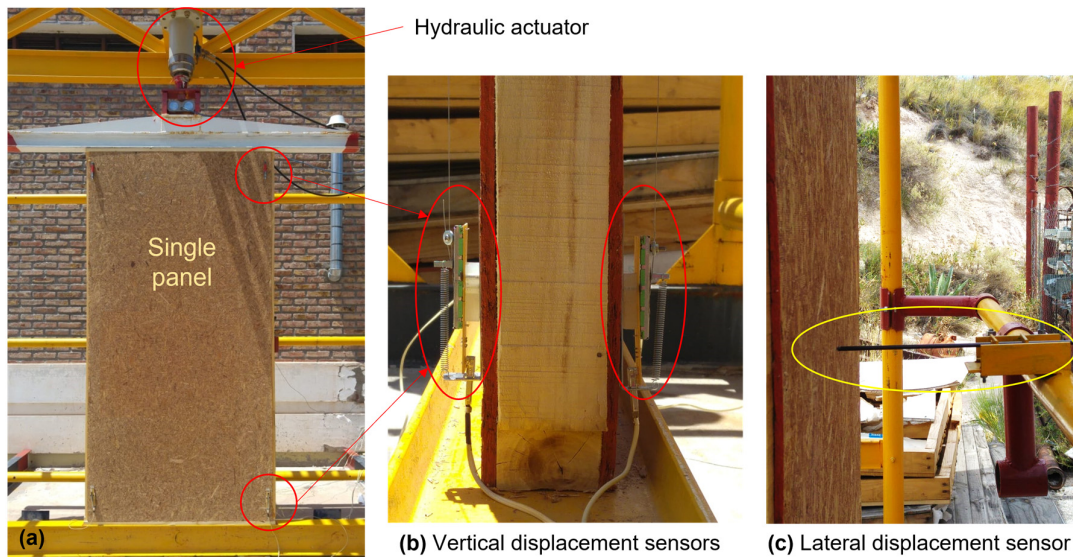 Hydraulic actuator
Single
panel
(a)
(b) Vertical displacement sensors
(c) Lateral displacement sensor